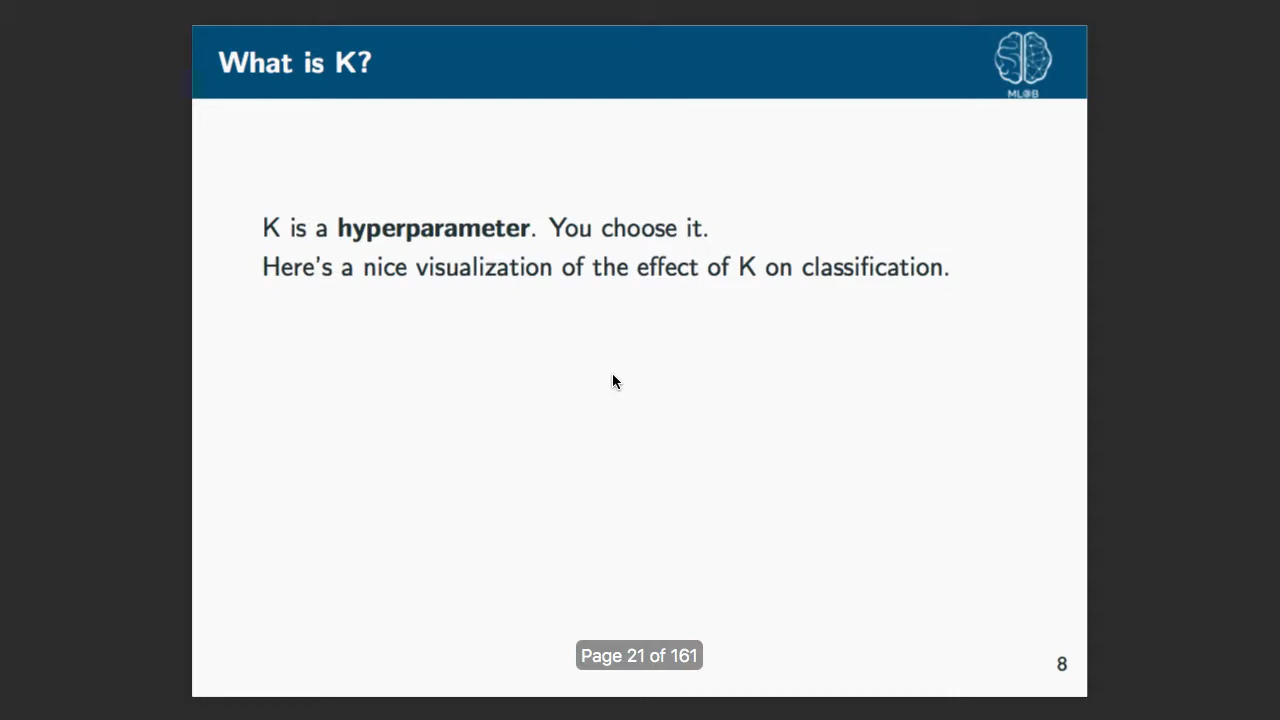 What is K?
ML@B
K is a hyperparameter. You choose it.
Here's a nice visualization of the effect of K on classification.
Page 21 of 161
8